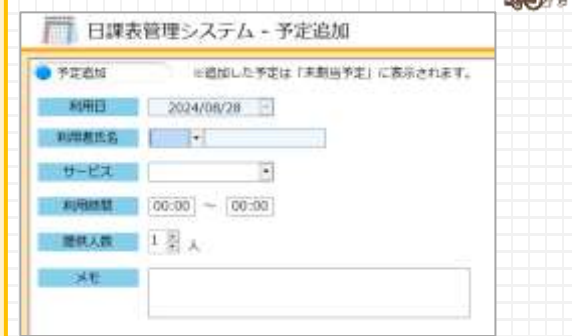 日課表管理システム - 予定追加
予定追加
※追加した予定は「未割当予定」に表示されます。
利用日
2024/08/28
利用者氏名
サービス
利用時間
00:00 ～ 00:00
提供人数
1 人
メモ